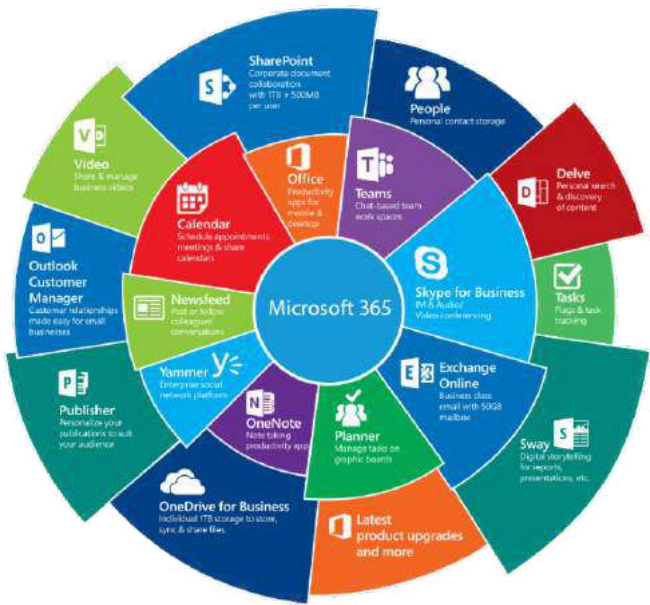 SharePoint
Corporate document
collaboration
with 1TB + 500MB
per user
People
Personal contact storage
Delve
Personal search
& discovery
of content
Tasks
Flags & task
tracking
Sway
Digital storytelling
for reports,
presentations, etc.
Latest
product upgrades
and more
OneDrive for Business
Individual 1TB storage to store,
sync & share files
Publisher
Personalize your
publications to suit
your audience
Outlook
Customer
Manager
Customer relationships
made easy for small
businesses
Video
Share & manage
business videos
Office
Productivity
apps for
mobile &
desktop
Teams
Chat-based team
work spaces
Skype for Business
IM & Audio/
Video conferencing
Exchange
Online
Business class
email with 50GB
mailbox
Planner
Manage tasks on
graphic boards
OneNote
Note taking
productivity app
Yammer
Enterprise social
network platform
Newsfeed
Post or follow
colleagues'
conversations
Calendar
Schedule appointments,
meetings & share
calendars
Microsoft 365